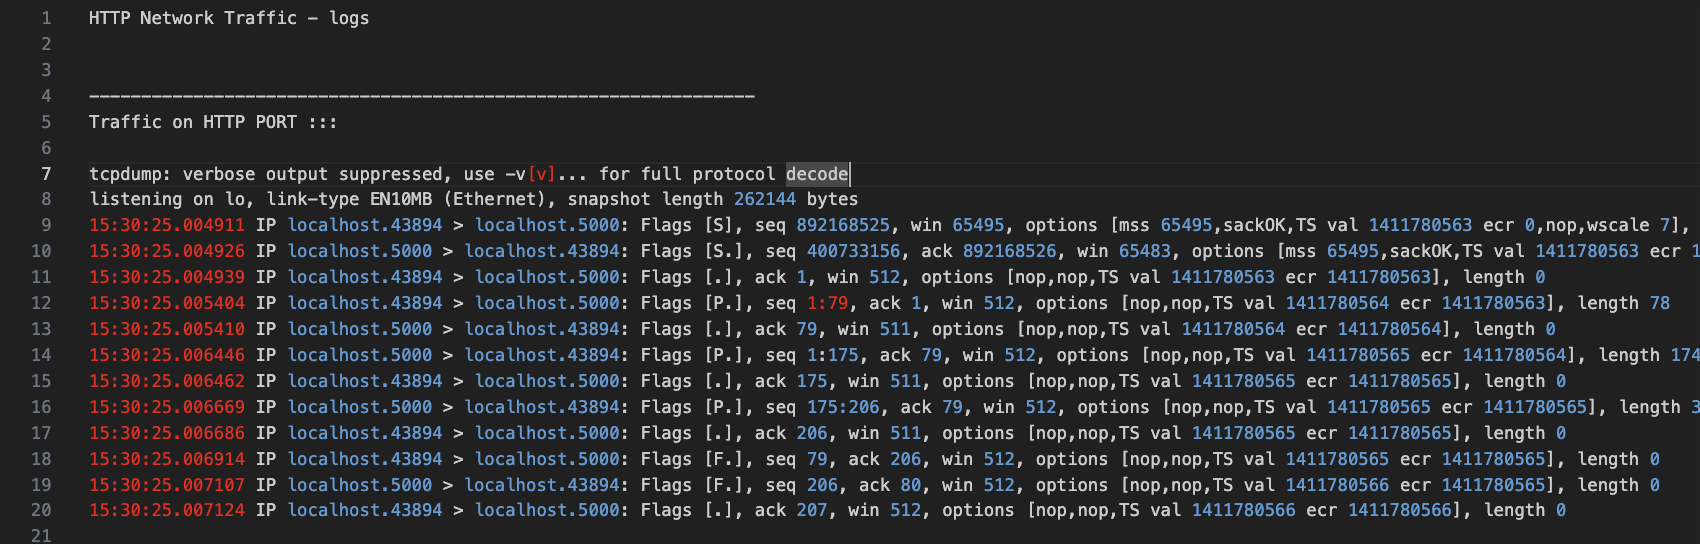 1 HTTP Network Traffic - logs
2
3
4 ----------------------------------------------------------------
5 Traffic on HTTP PORT :::
6
7 tcpdump: verbose output suppressed, use -v[v]... for full protocol decode
8 listening on lo, link-type EN10MB (Ethernet), snapshot length 262144 bytes
9 15:30:25.004911 IP localhost.43894 > localhost.5000: Flags [S], seq 892168525, win 65495, options [mss 65495,sackOK,TS val 1411780563 ecr 0,nop,wscale 7],
10 15:30:25.004926 IP localhost.5000 > localhost.43894: Flags [S.], seq 400733156, ack 892168526, win 65483, options [mss 65495,sackOK,TS val 1411780563 ecr 1
11 15:30:25.004939 IP localhost.43894 > localhost.5000: Flags [.], ack 1, win 512, options [nop,nop,TS val 1411780563 ecr 1411780563], length 0
12 15:30:25.005404 IP localhost.43894 > localhost.5000: Flags [P.], seq 1:79, ack 1, win 512, options [nop,nop,TS val 1411780564 ecr 1411780563], length 78
13 15:30:25.005410 IP localhost.5000 > localhost.43894: Flags [.], ack 79, win 511, options [nop,nop,TS val 1411780564 ecr 1411780564], length 0
14 15:30:25.006446 IP localhost.5000 > localhost.43894: Flags [P.], seq 1:175, ack 79, win 512, options [nop,nop,TS val 1411780565 ecr 1411780564], length 174
15 15:30:25.006462 IP localhost.43894 > localhost.5000: Flags [.], ack 175, win 511, options [nop,nop,TS val 1411780565 ecr 1411780565], length 0
16 15:30:25.006669 IP localhost.5000 > localhost.43894: Flags [P.], seq 175:206, ack 79, win 512, options [nop,nop,TS val 1411780565 ecr 1411780565], length 3
17 15:30:25.006686 IP localhost.43894 > localhost.5000: Flags [.], ack 206, win 511, options [nop,nop,TS val 1411780565 ecr 1411780565], length 0
18 15:30:25.006914 IP localhost.43894 > localhost.5000: Flags [F.], seq 79, ack 206, win 512, options [nop,nop,TS val 1411780565 ecr 1411780565], length 0
19 15:30:25.007107 IP localhost.5000 > localhost.43894: Flags [F.], seq 206, ack 80, win 512, options [nop,nop,TS val 1411780566 ecr 1411780565], length 0
20 15:30:25.007124 IP localhost.43894 > localhost.5000: Flags [.], ack 207, win 512, options [nop,nop,TS val 1411780566 ecr 1411780566], length 0
21